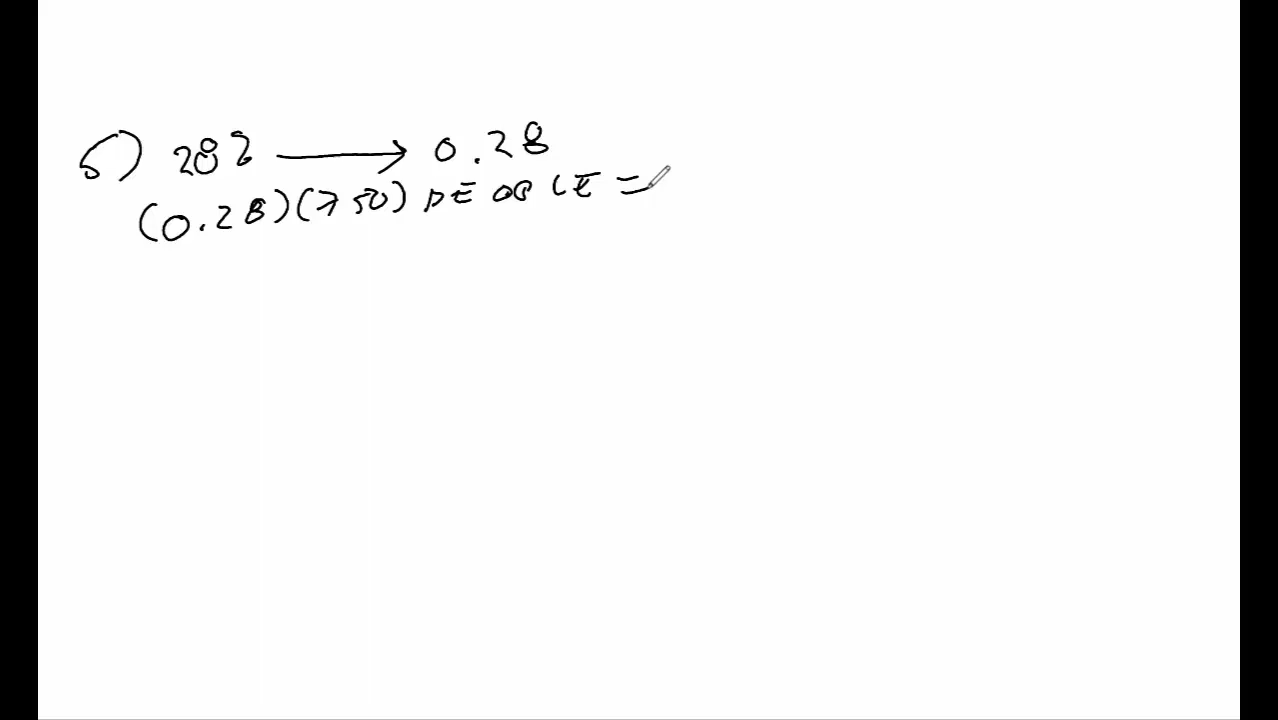 5) 28% → 0.28
(0.28)(750) PEOPLE =